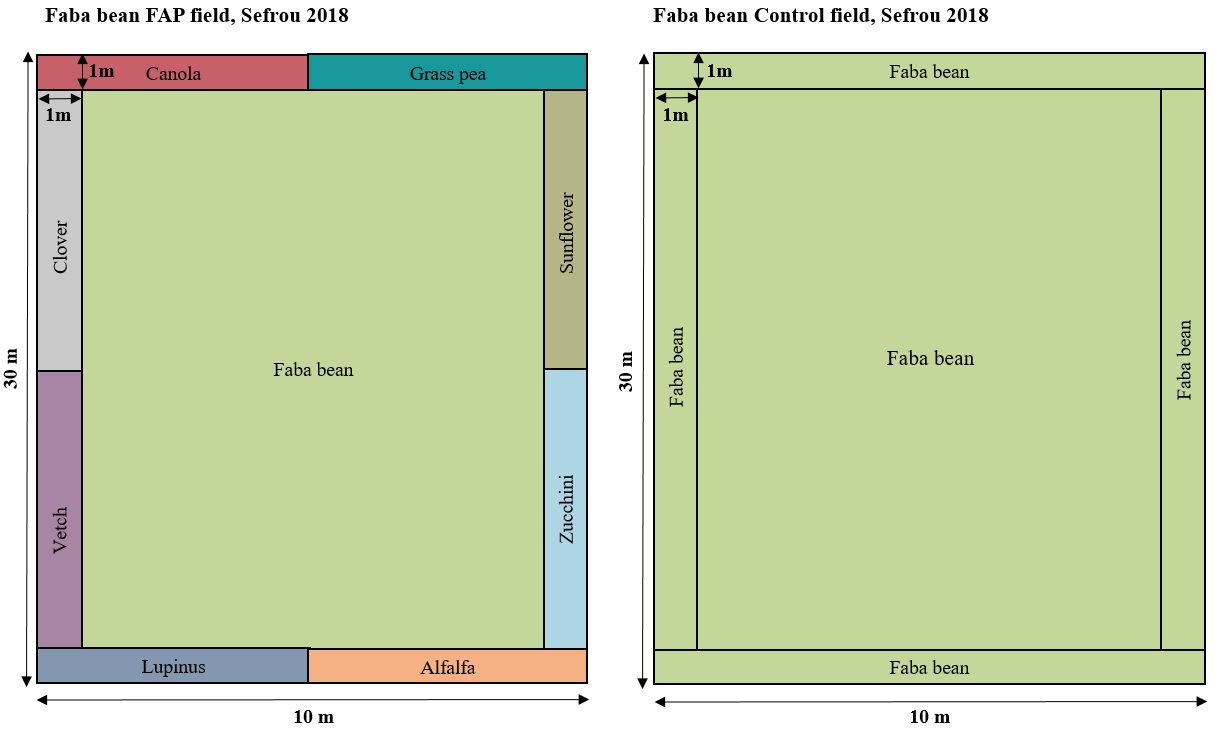 Faba bean FAP field, Sefrou 2018
1m
Canola
Grass pea
1m
Clover
Sunflower
30 m
Faba bean
Vetch
Zucchini
Lupinus
Alfalfa
10 m
Faba bean Control field, Sefrou 2018
1m
Faba bean
1m
30 m
Faba bean
Faba bean
Faba bean
Faba bean
10 m